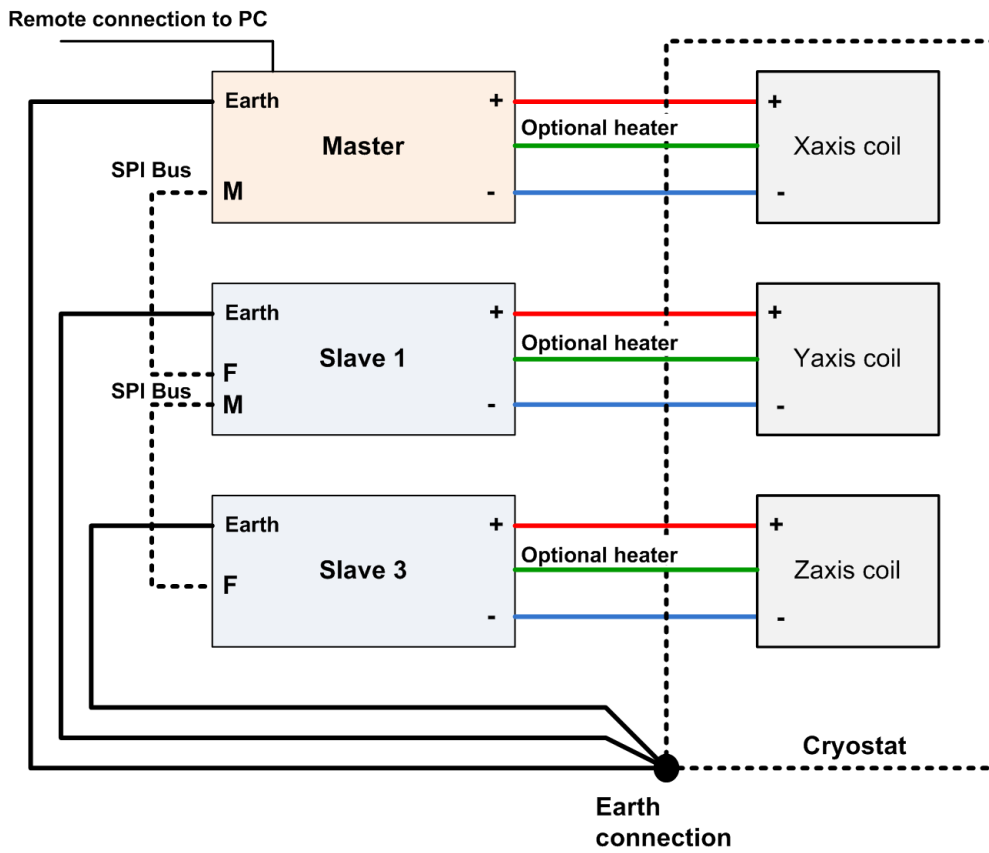 Remote connection to PC
Earth
+
Optional heater
+
Master
Xaxis coil
SPI Bus
M
-
-
Earth
+
Optional heater
+
Slave 1
Yaxis coil
F
SPI Bus
M
-
-
Earth
+
Optional heater
+
Slave 3
Zaxis coil
F
-
-
Cryostat
Earth
connection